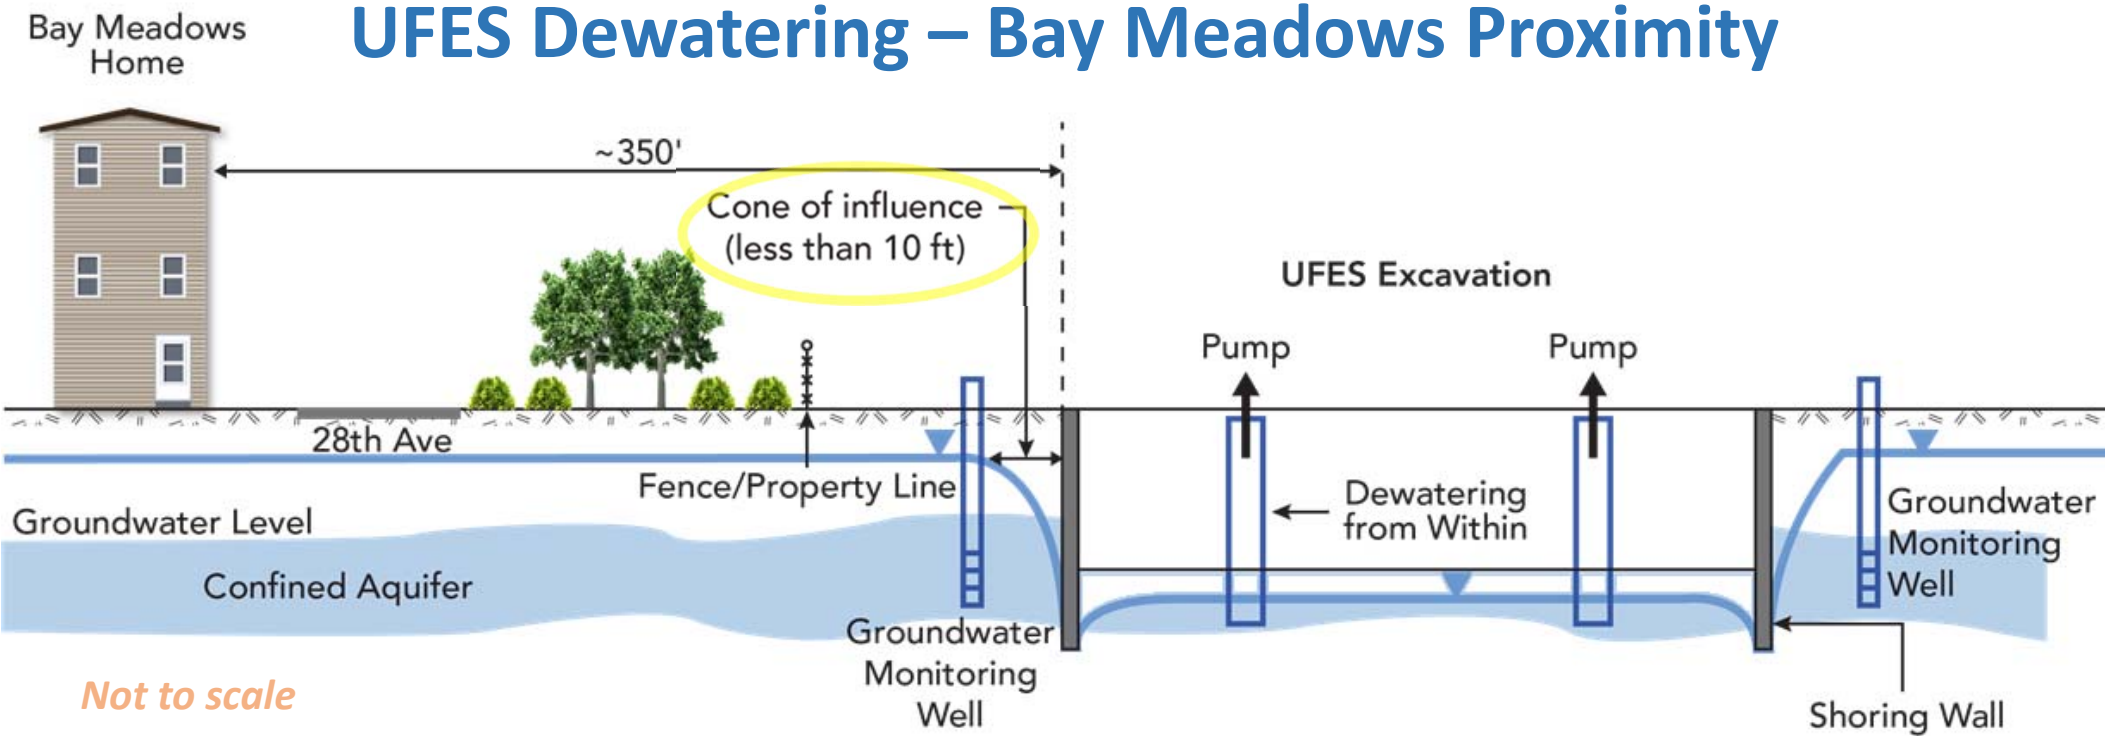 UFES Dewatering – Bay Meadows Proximity
Bay Meadows
Home
~350'
Cone of influence
(less than 10 ft)
UFES Excavation
Pump
Pump
28th Ave
Fence/Property Line
Dewatering
from Within
Groundwater
Monitoring
Well
Groundwater Level
Confined Aquifer
Groundwater
Monitoring
Well
Shoring Wall
Not to scale